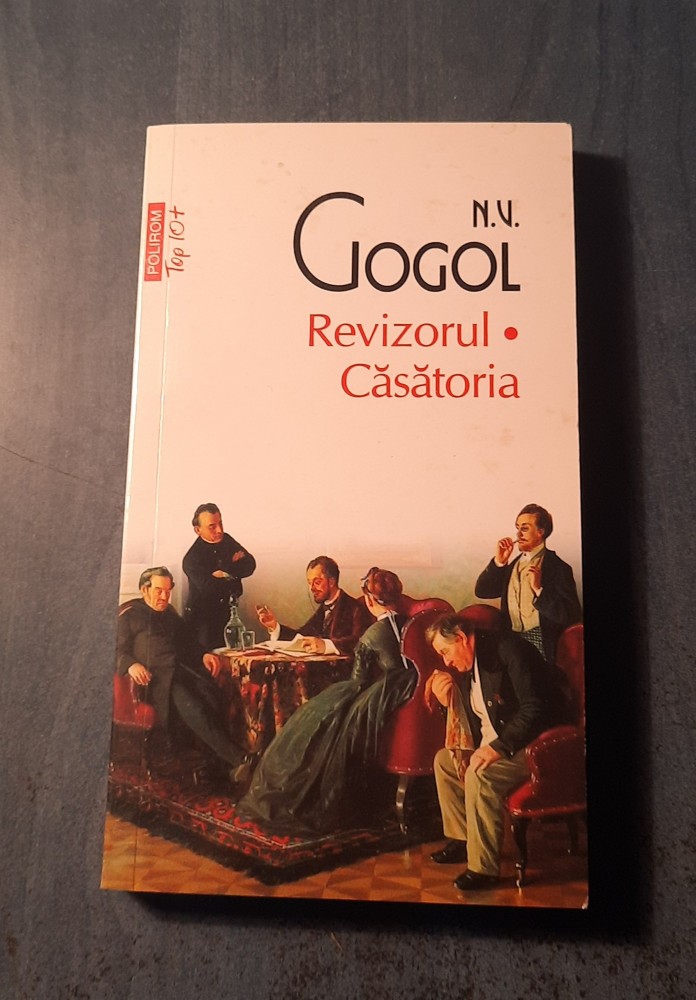 POLIROM
Top 10+
N.V.
GOGOL
Revizorul •
Căsătoria